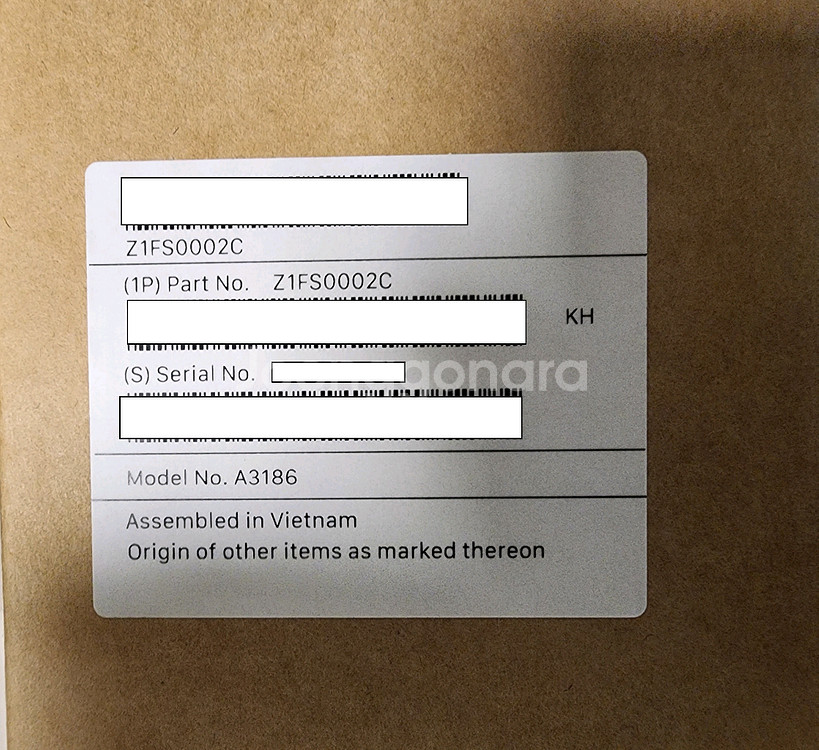 Z1FS0002C
(1P) Part No. Z1FS0002C
KH
(S) Serial No.
Model No. A3186
Assembled in Vietnam
Origin of other items as marked thereon